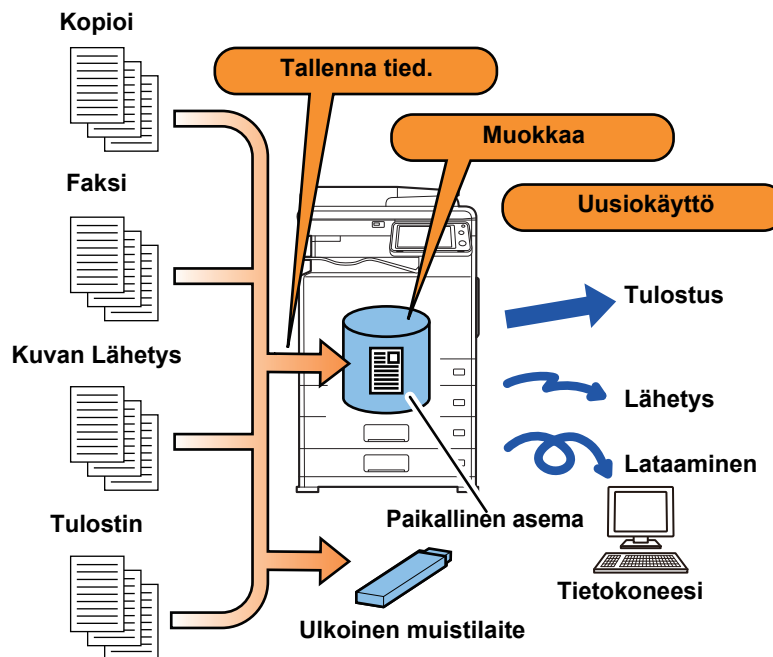 Kopioi
Tallenna tied.
Muokkaa
Faksi
Uusiokäyttö
Tulostus
Kuvan Lähetys
Lähetys
Lataaminen
Tulostin
Paikallinen asema
Tietokoneesi
Ulkoinen muistilaite